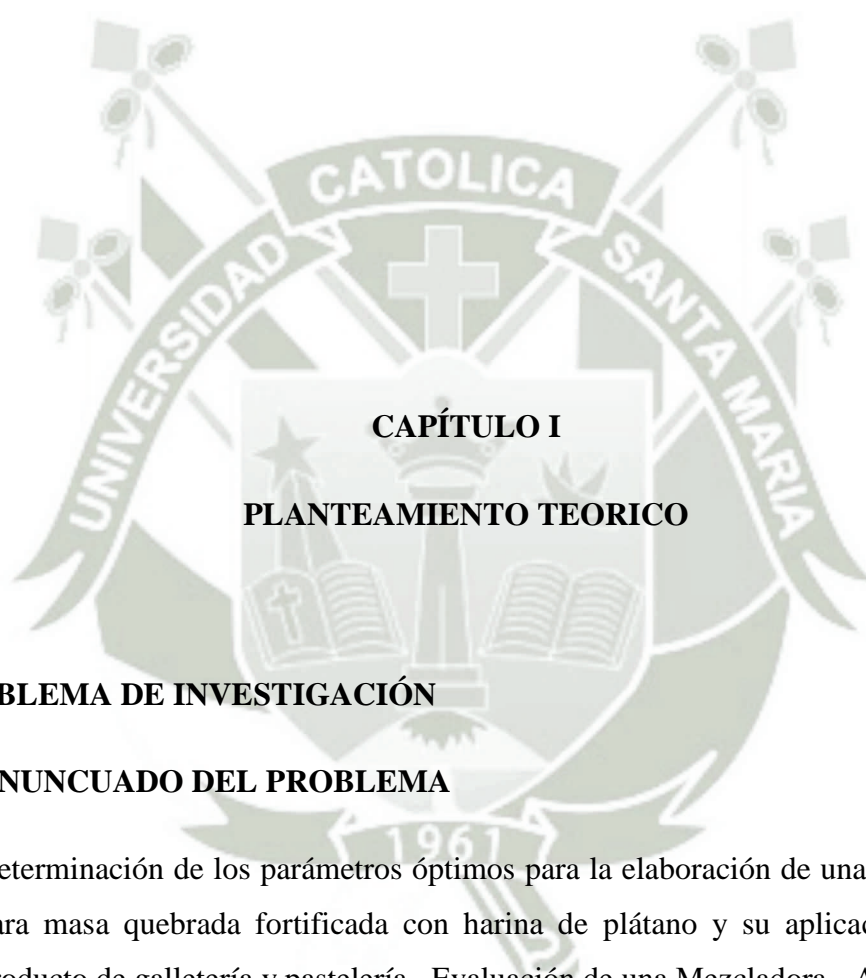 UNIVERSIDAD CATOLICA SANTA MARIA
CAPÍTULO I
PLANTEAMIENTO TEORICO
BLEMA DE INVESTIGACIÓN
NUNCUADO DEL PROBLEMA
1961
eterminación de los parámetros óptimos para la elaboración de una
ara masa quebrada fortificada con harina de plátano y su aplicac
roducto de galletería y pastelería. Evaluación de una Mezcladora.